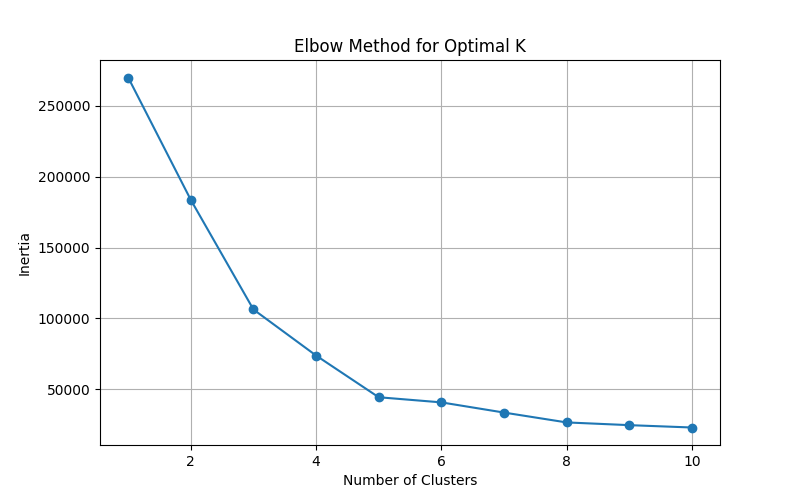 Elbow Method for Optimal K
250000
200000
150000
100000
50000
Inertia
2 4 6 8 10
Number of Clusters